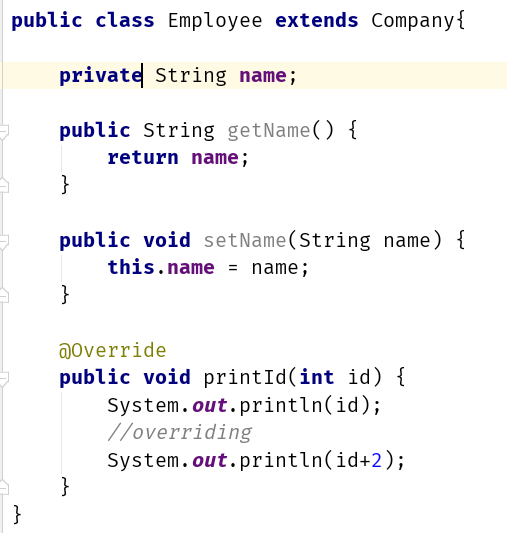 public class Employee extends Company{
private String name;
public String getName() {
return name;
}
public void setName(String name) {
this.name = name;
}
@Override
public void printId(int id) {
System.out.println(id);
//overriding
System.out.println(id+2);
}
}